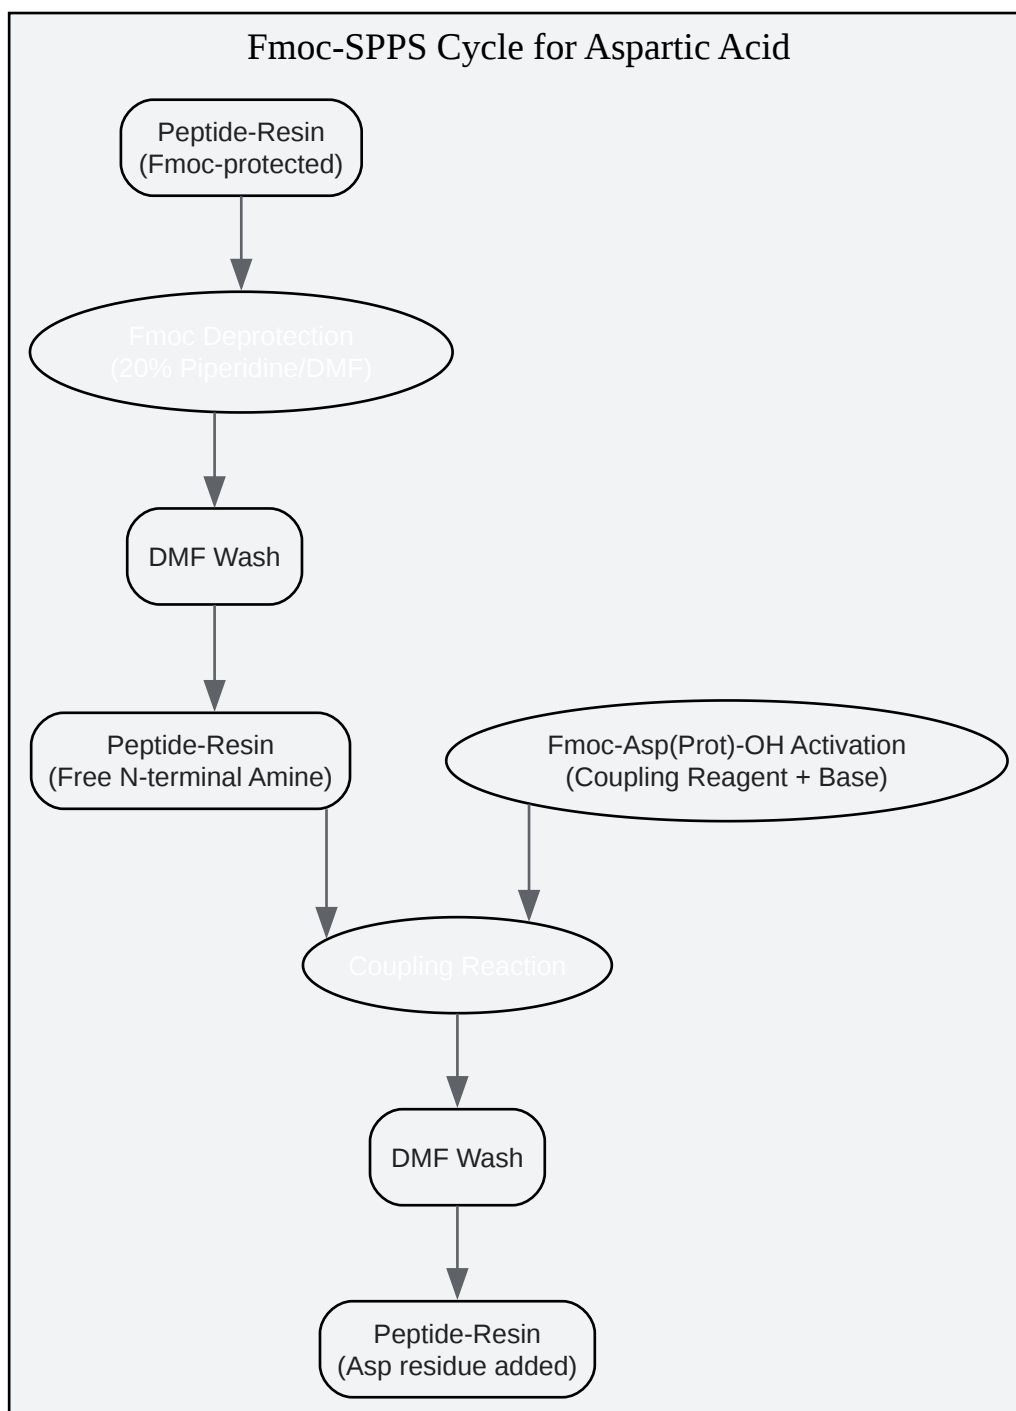 Fmoc-SPPS Cycle for Aspartic Acid
Peptide-Resin
(Fmoc-protected)
Fmoc Deprotection
(20% Piperidine/DMF)
DMF Wash
Peptide-Resin
(Free N-terminal Amine)
Fmoc-Asp(Prot)-OH Activation
(Coupling Reagent + Base)
Coupling Reaction
DMF Wash
Peptide-Resin
(Asp residue added)